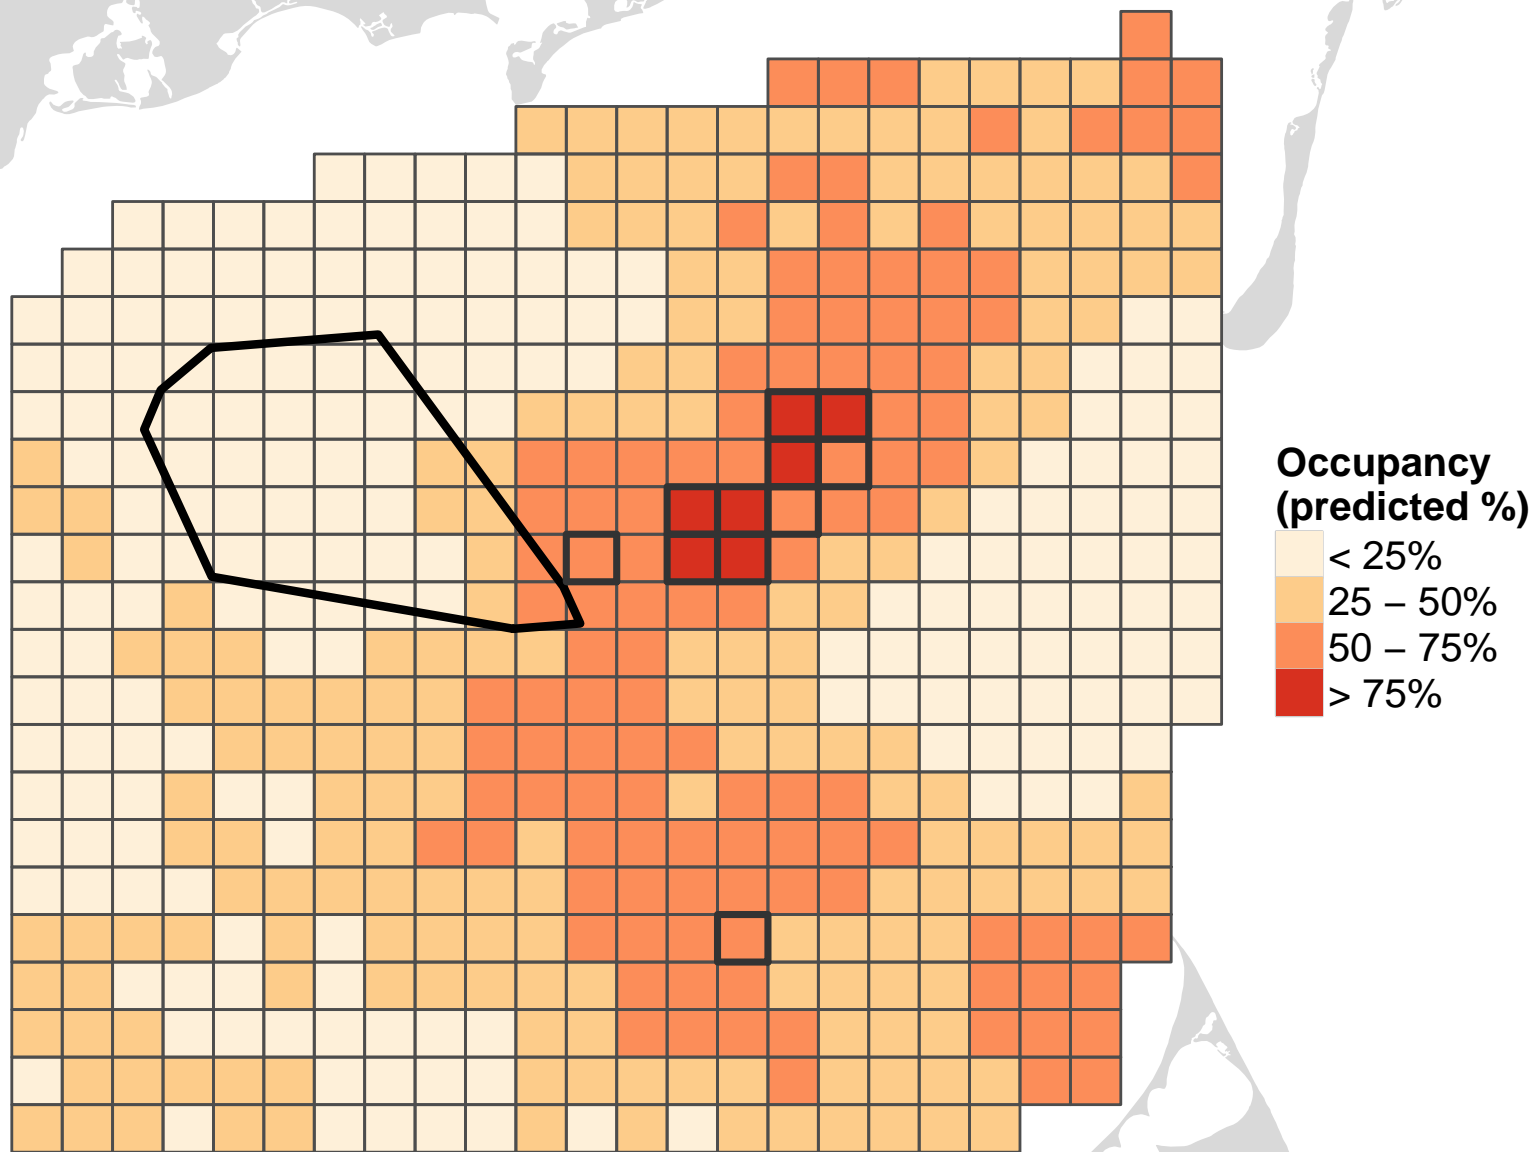 Occupancy
(predicted %)
< 25%
25 – 50%
50 – 75%
> 75%